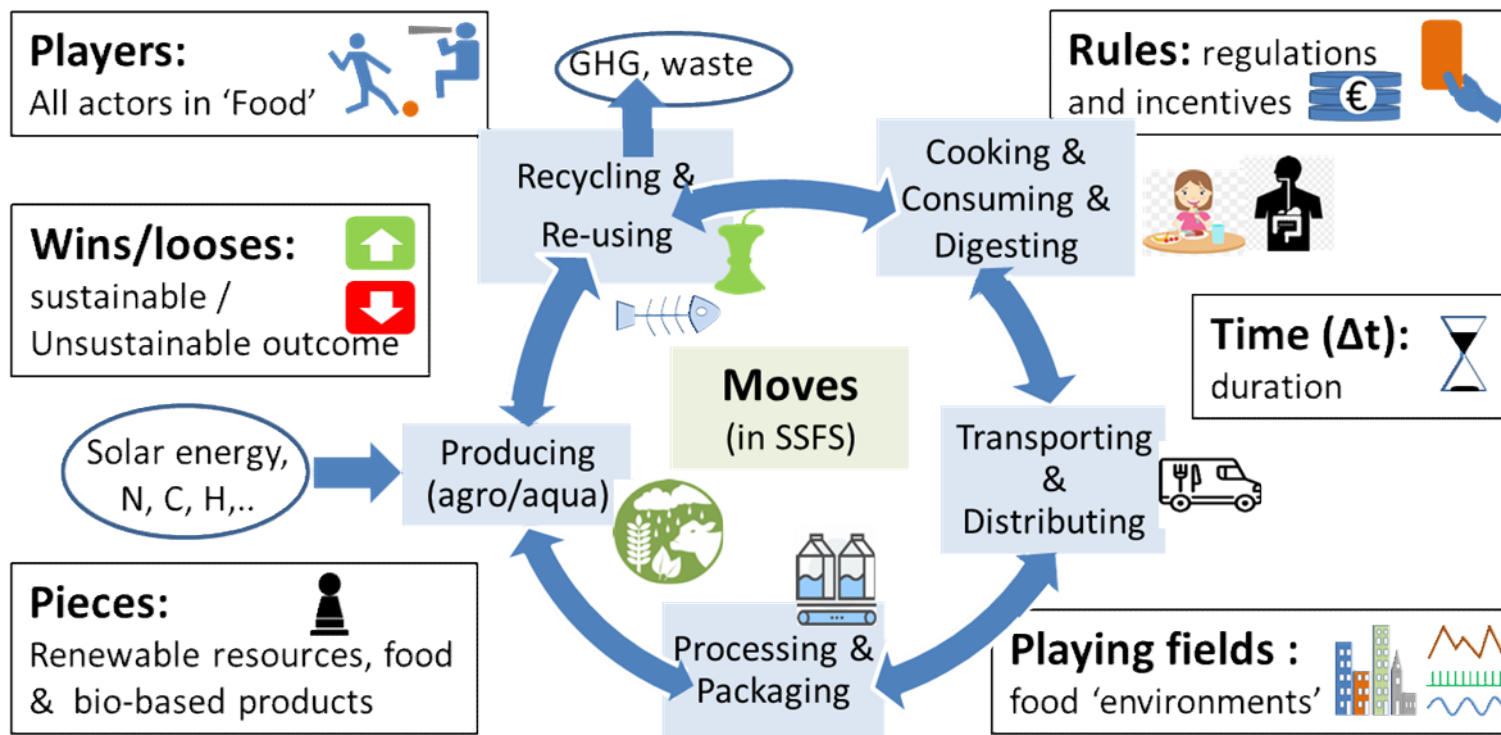 Players:
All actors in ‘Food’
GHG, waste
Rules: regulations
and incentives
€
Recycling &
Re-using
Cooking &
Consuming &
Digesting
Wins/looses:
sustainable /
Unsustainable outcome
Time (Δt):
duration
Moves
(in SSFS)
Solar energy,
N, C, H,..
Producing
(agro/aqua)
Transporting
&
Distributing
Pieces:
Renewable resources, food
& bio-based products
Processing &
Packaging
Playing fields :
food ‘environments’